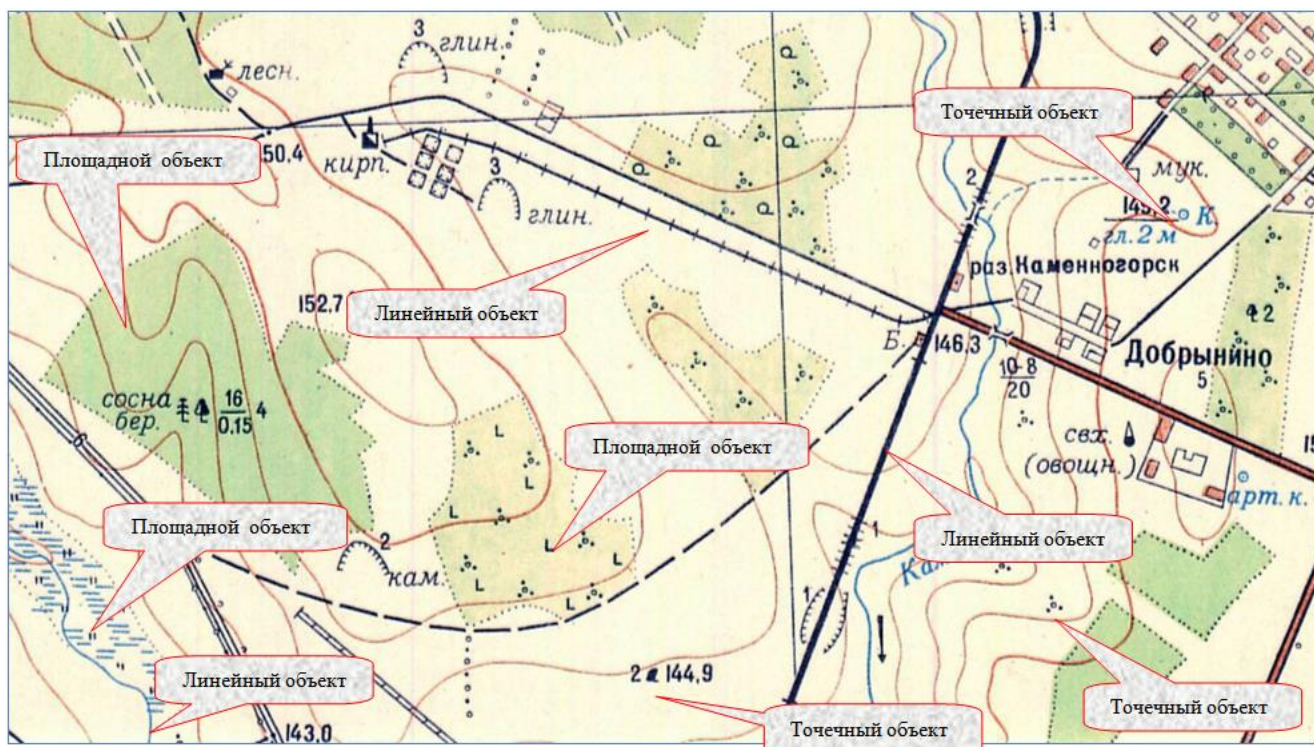 3
глин.
лесн.
Точечный объект
Площадной объект
50.4
кирп.
3
глин.
2
мук.
149,2
К.
гл. 2 м
раз. Каменногорск
152.7
Линейный объект
Б.
146,3
10-8
20
Добрынино
5
2
сосна
бер.
16
0.15
4
Площадной объект
свх.
(овощн.)
арт. к.
Площадной объект
2
кам.
1
Линейный объект
1
Линейный объект
2
144,9
Точечный объект
Точечный объект
143,0